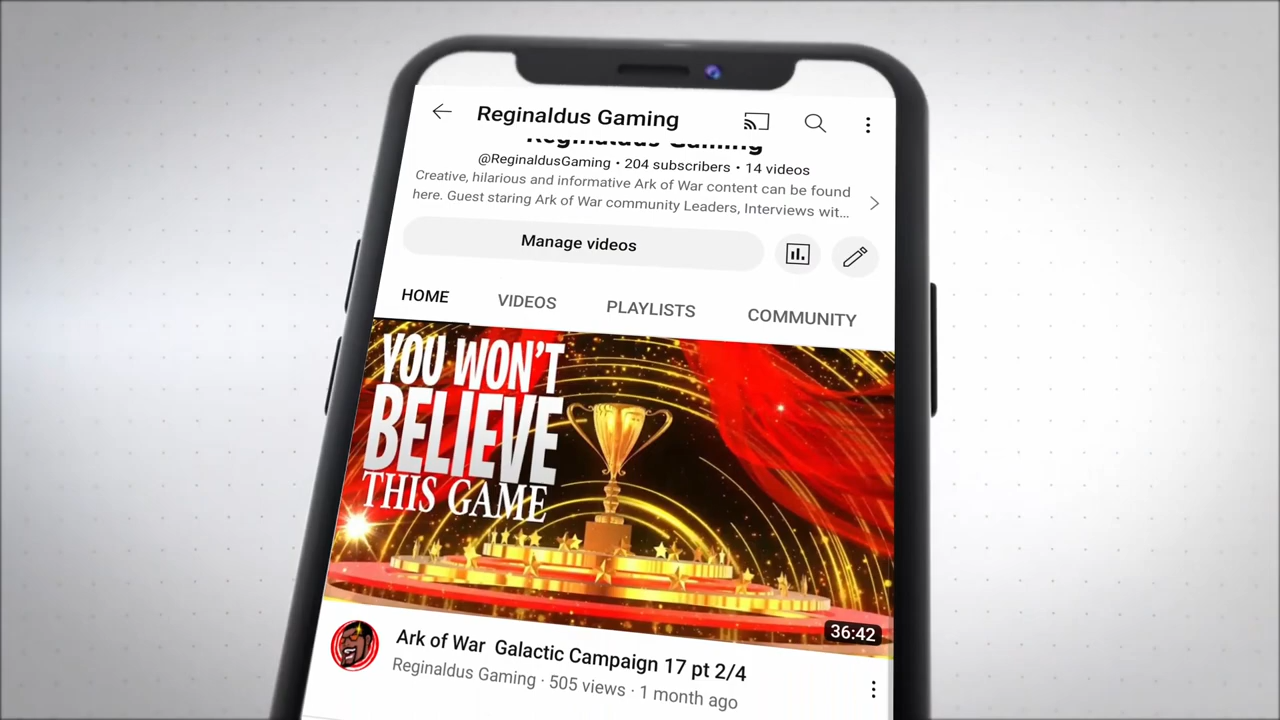 Reginaldus Gaming
Reginaldus Gaming
@ReginaldusGaming • 204 subscribers • 14 videos
Creative, hilarious and informative Ark of War content can be found
here. Guest staring Ark of War community Leaders, Interviews wit...
Manage videos
HOME VIDEOS PLAYLISTS COMMUNITY
YOU WON'T
BELIEVE
THIS GAME
36:42
Ark of War Galactic Campaign 17 pt 2/4
Reginaldus Gaming · 505 views · 1 month ago